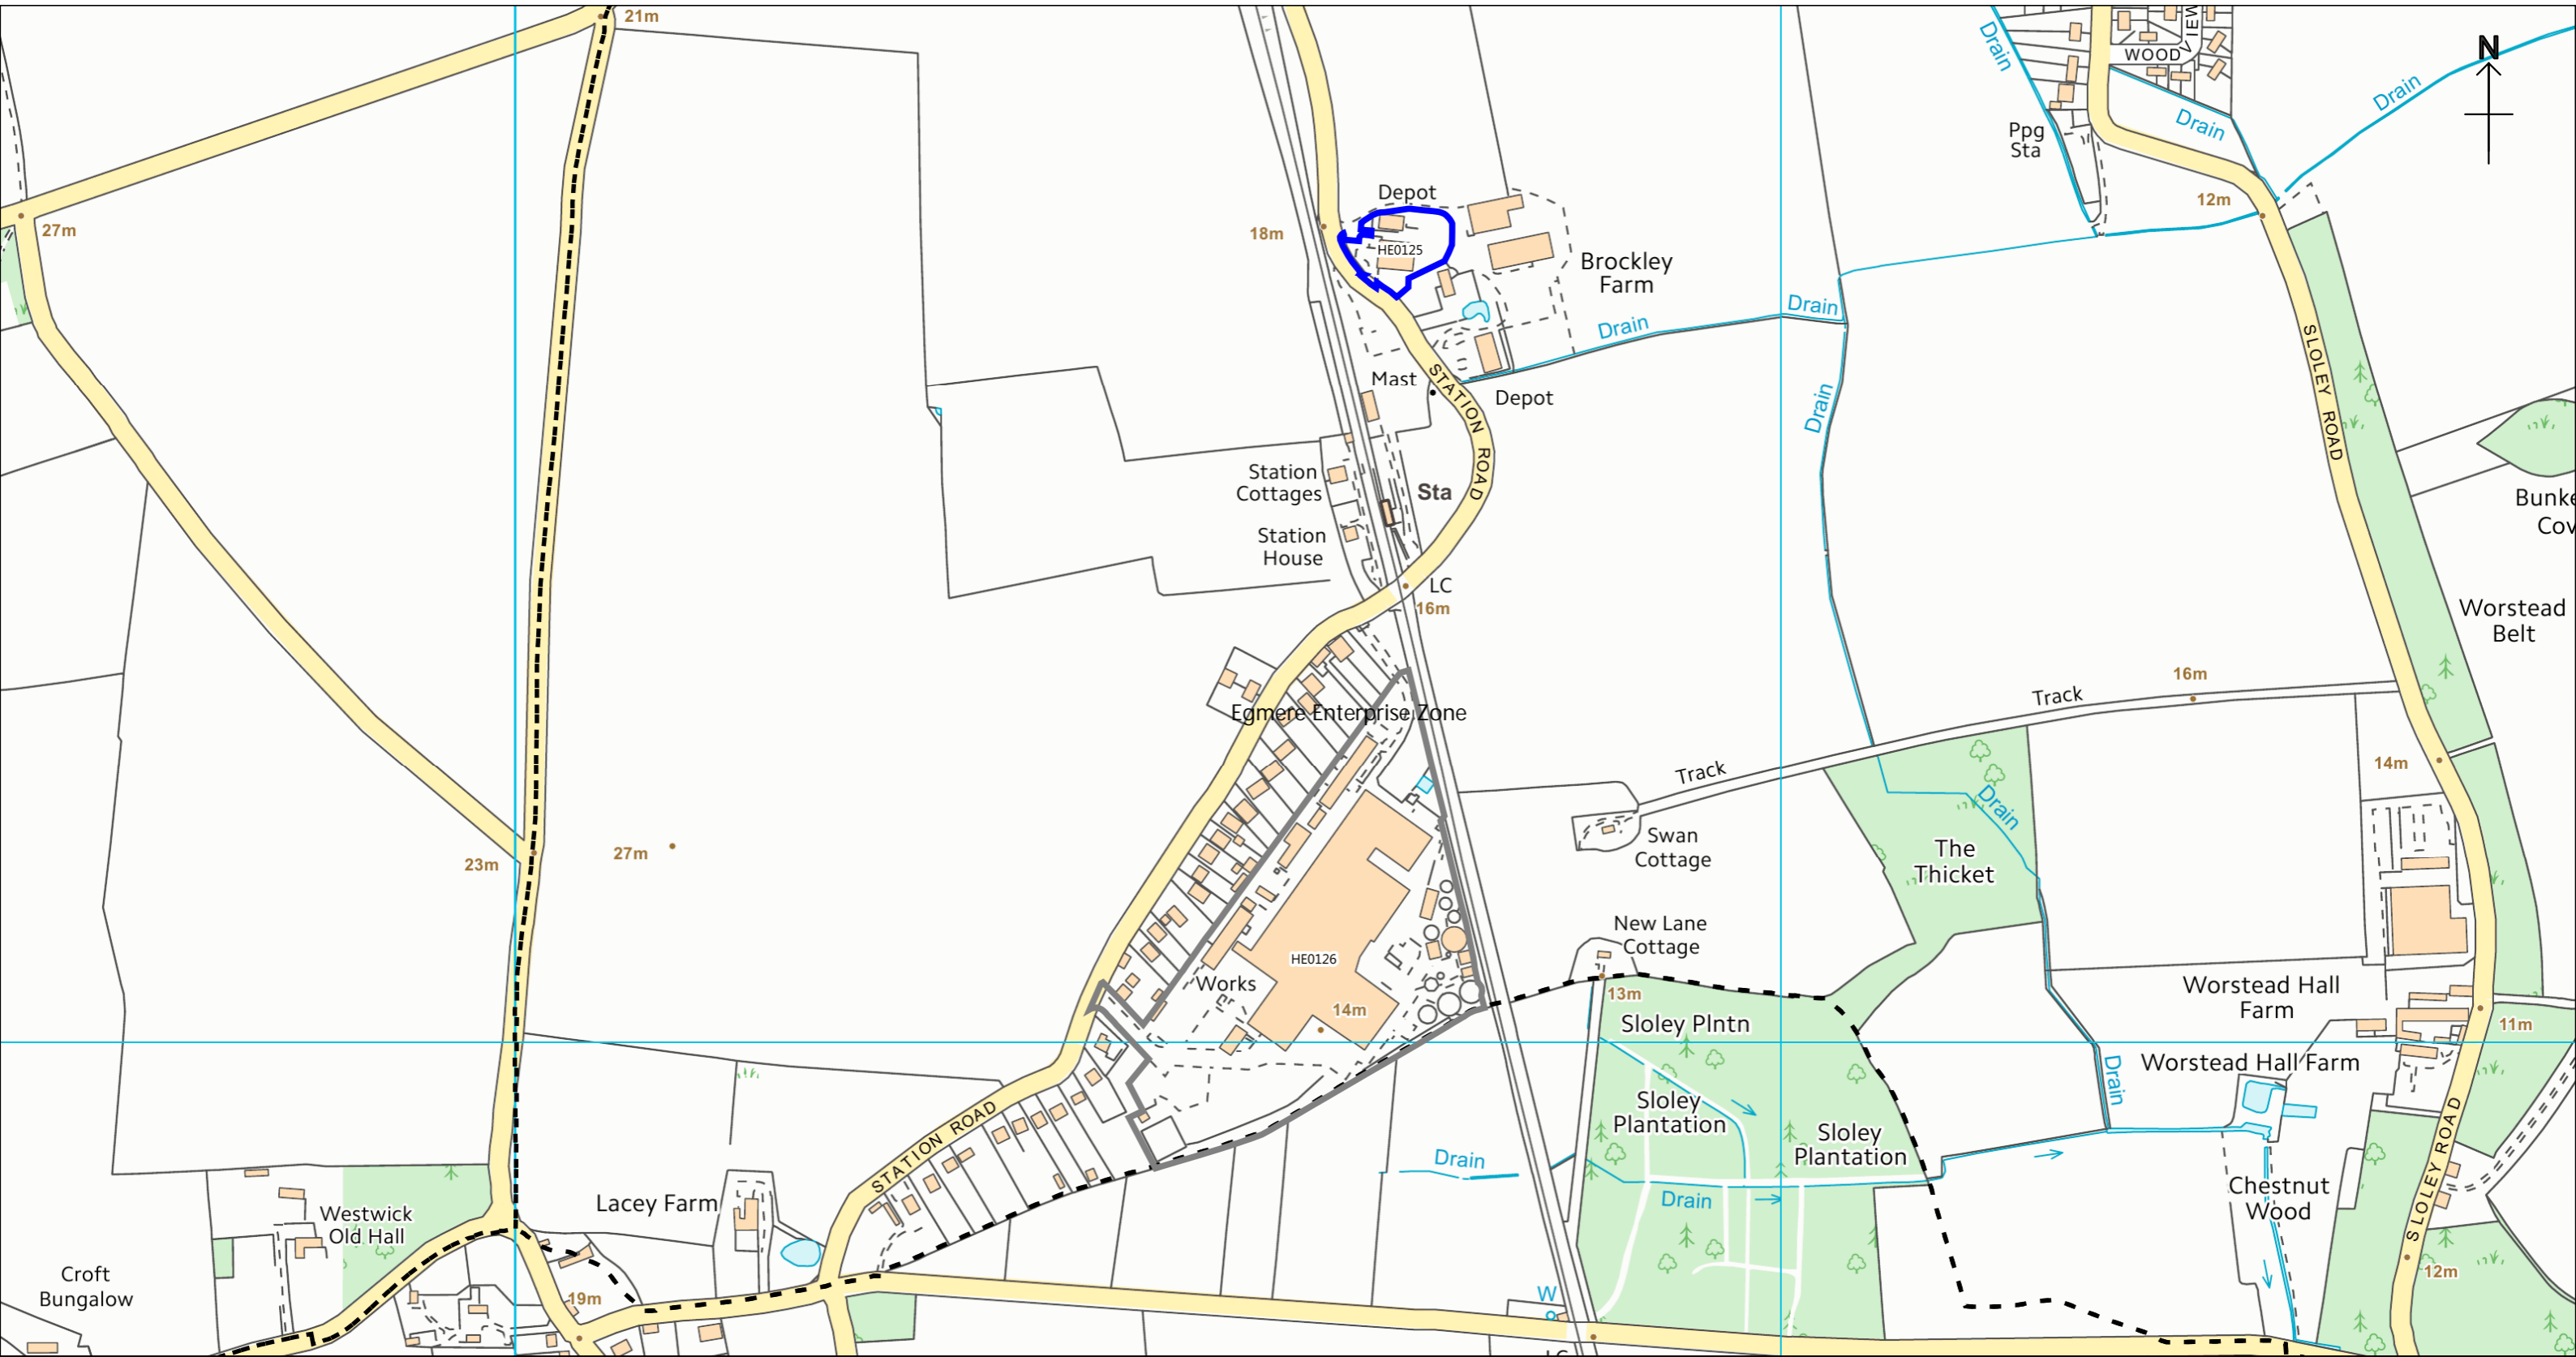 21m
VIEW
WOOD
N
Drain
Drain
Drain
Ppg
Sta
27m
18m
Depot
HE0125
12m
Brockley
Farm
Drain
Drain
Mast
STATION ROAD
Depot
Drain
SLOLEY ROAD
Station
Cottages
Sta
Station
House
LC
16m
Worstead
Belt
Egmere Enterprise Zone
Track
16m
Track
14m
Drain
Swan
Cottage
The
Thicket
23m
27m
New Lane
Cottage
HE0126
Works
14m
13m
Sloley Plntn
Worstead Hall
Farm
11m
Worstead Hall Farm
Drain
Sloley
Plantation
Sloley
Plantation
STATION ROAD
Drain
Drain
Chestnut
Wood
SLOLEY ROAD
Westwick
Old Hall
Lacey Farm
Croft
Bungalow
19m
W
12m